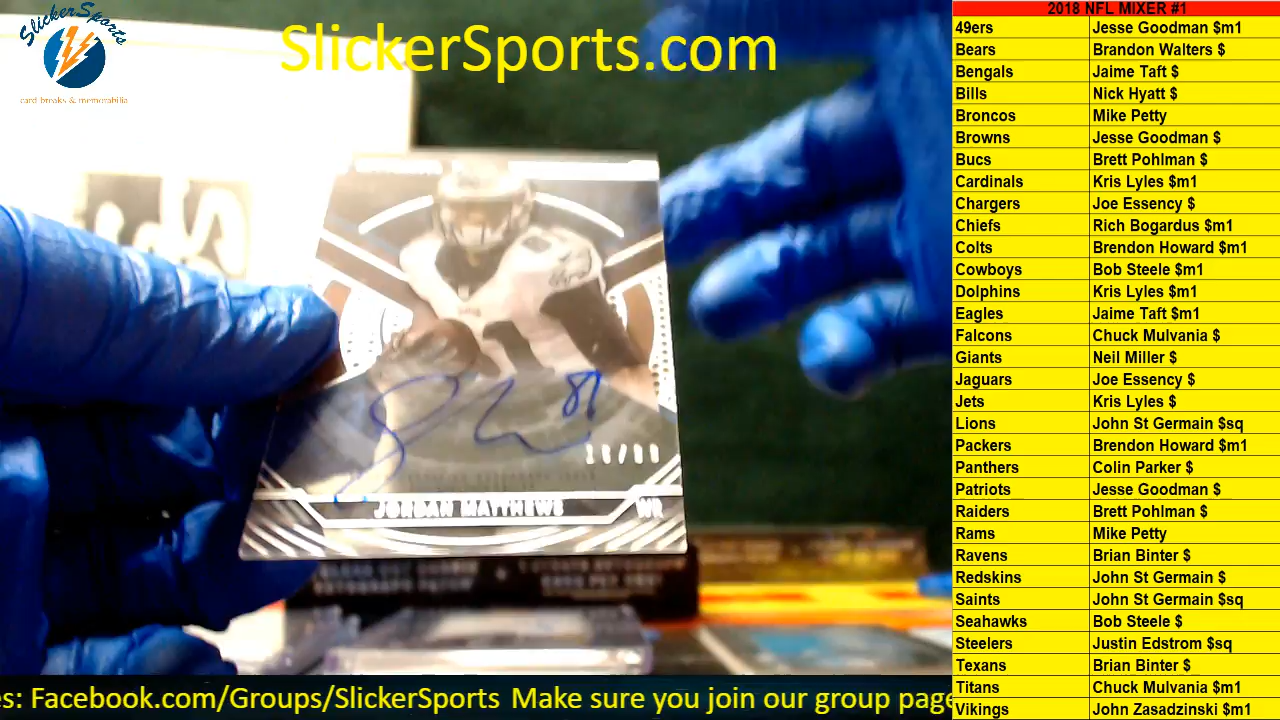 SlickerSports
card breaks & memorabilia
SlickerSports.com
81
JORDAN MATTHEWS
WR
2018 NFL MIXER #1
49ers Jesse Goodman $m1
Bears Brandon Walters $
Bengals Jaime Taft $
Bills Nick Hyatt $
Broncos Mike Petty
Browns Jesse Goodman $
Bucs Brett Pohlman $
Cardinals Kris Lyles $m1
Chargers Joe Essency $
Chiefs Rich Bogardus $m1
Colts Brendon Howard $m1
Cowboys Bob Steele $m1
Dolphins Kris Lyles $m1
Eagles Jaime Taft $m1
Falcons Chuck Mulvania $
Giants Neil Miller $
Jaguars Joe Essency $
Jets Kris Lyles $
Lions John St Germain $sq
Packers Brendon Howard $m1
Panthers Colin Parker $
Patriots Jesse Goodman $
Raiders Brett Pohlman $
Rams Mike Petty
Ravens Brian Binter $
Redskins John St Germain $
Saints John St Germain $sq
Seahawks Bob Steele $
Steelers Justin Edstrom $sq
Texans Brian Binter $
Titans Chuck Mulvania $m1
Vikings John Zasadzinski $m1
es: Facebook.com/Groups/SlickerSports Make sure you join our group page